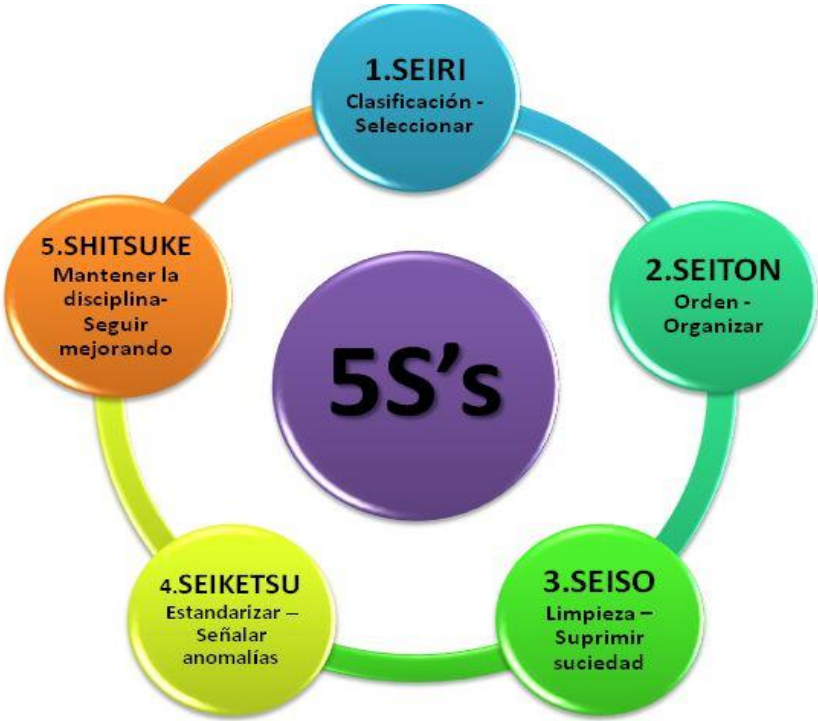 1.SEIRI
Clasificación -
Seleccionar
2.SEITON
Orden -
Organizar
3.SEISO
Limpieza –
Suprimir
suciedad
4.SEIKETSU
Estandarizar –
Señalar
anomalías
5.SHITSUKE
Mantener la
disciplina-
Seguir
mejorando
5S’s